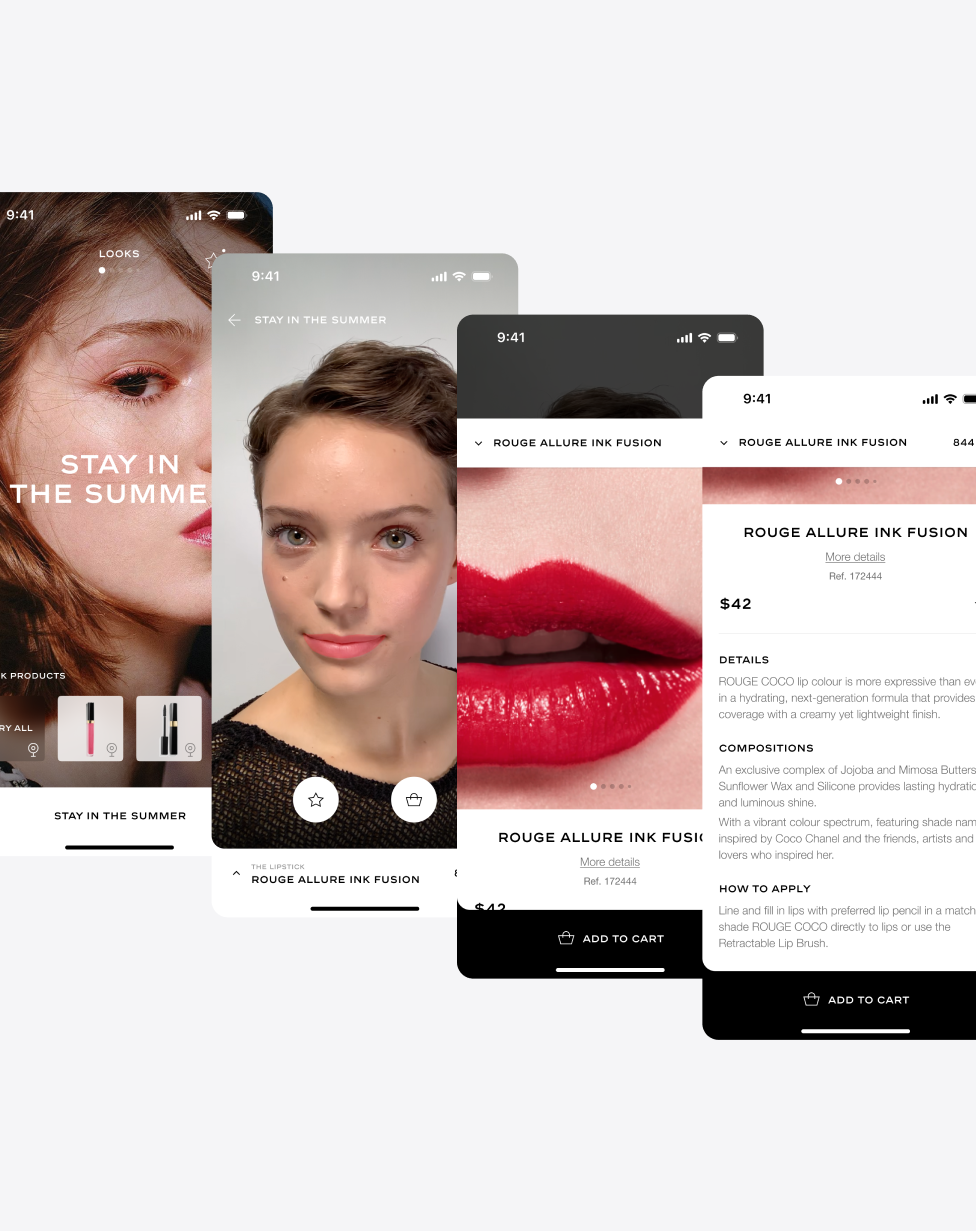 9:41
LOOKS
STAY IN
THE SUMME
K PRODUCTS
RY ALL
STAY IN THE SUMMER
9:41
STAY IN THE SUMMER
THE LIPSTICK
ROUGE ALLURE INK FUSION
9:41
ROUGE ALLURE INK FUSION
ROUGE ALLURE INK FUSIO
More details
Ref. 172444
$42
ADD TO CART
9:41
ROUGE ALLURE INK FUSION 844
ROUGE ALLURE INK FUSION
More details
Ref. 172444
$42
DETAILS
ROUGE COCO lip colour is more expressive than eve
in a hydrating, next-generation formula that provides
coverage with a creamy yet lightweight finish.
COMPOSITIONS
An exclusive complex of Jojoba and Mimosa Butters
Sunflower Wax and Silicone provides lasting hydratio
and luminous shine.
With a vibrant colour spectrum, featuring shade nam
inspired by Coco Chanel and the friends, artists and
lovers who inspired her.
HOW TO APPLY
Line and fill in lips with preferred lip pencil in a match
shade ROUGE COCO directly to lips or use the
Retractable Lip Brush.
ADD TO CART